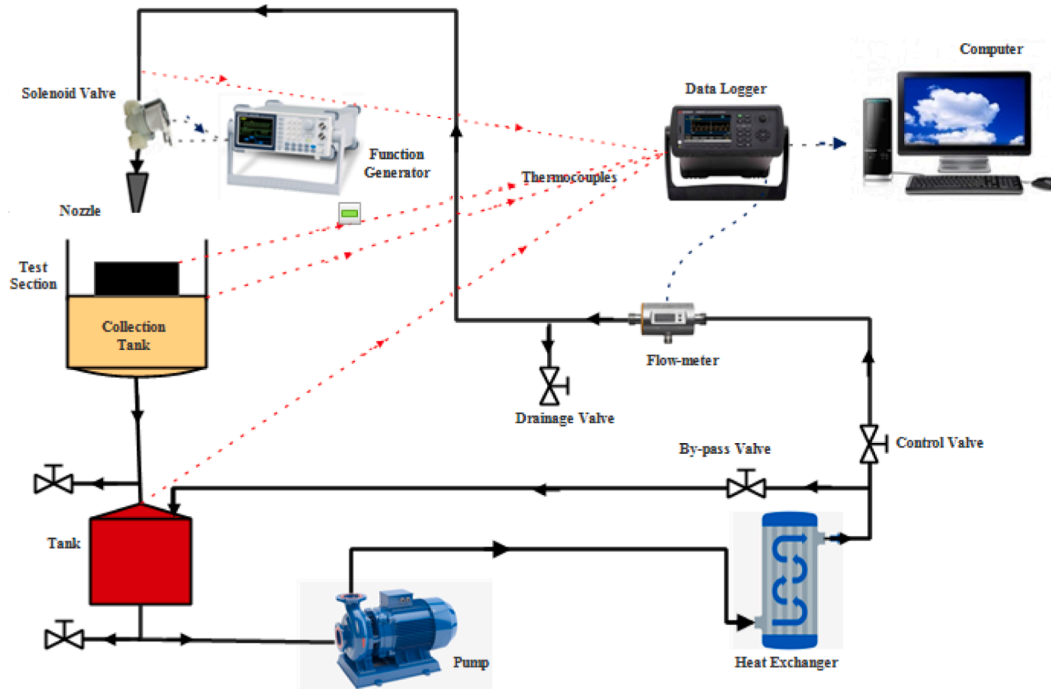 Computer
Solenoid Valve
Data Logger
Function
Generator
Thermocouples
Nozzle
Test
Section
Collection
Tank
Flow-meter
Drainage Valve
By-pass Valve
Control Valve
Tank
Pump
Heat Exchanger